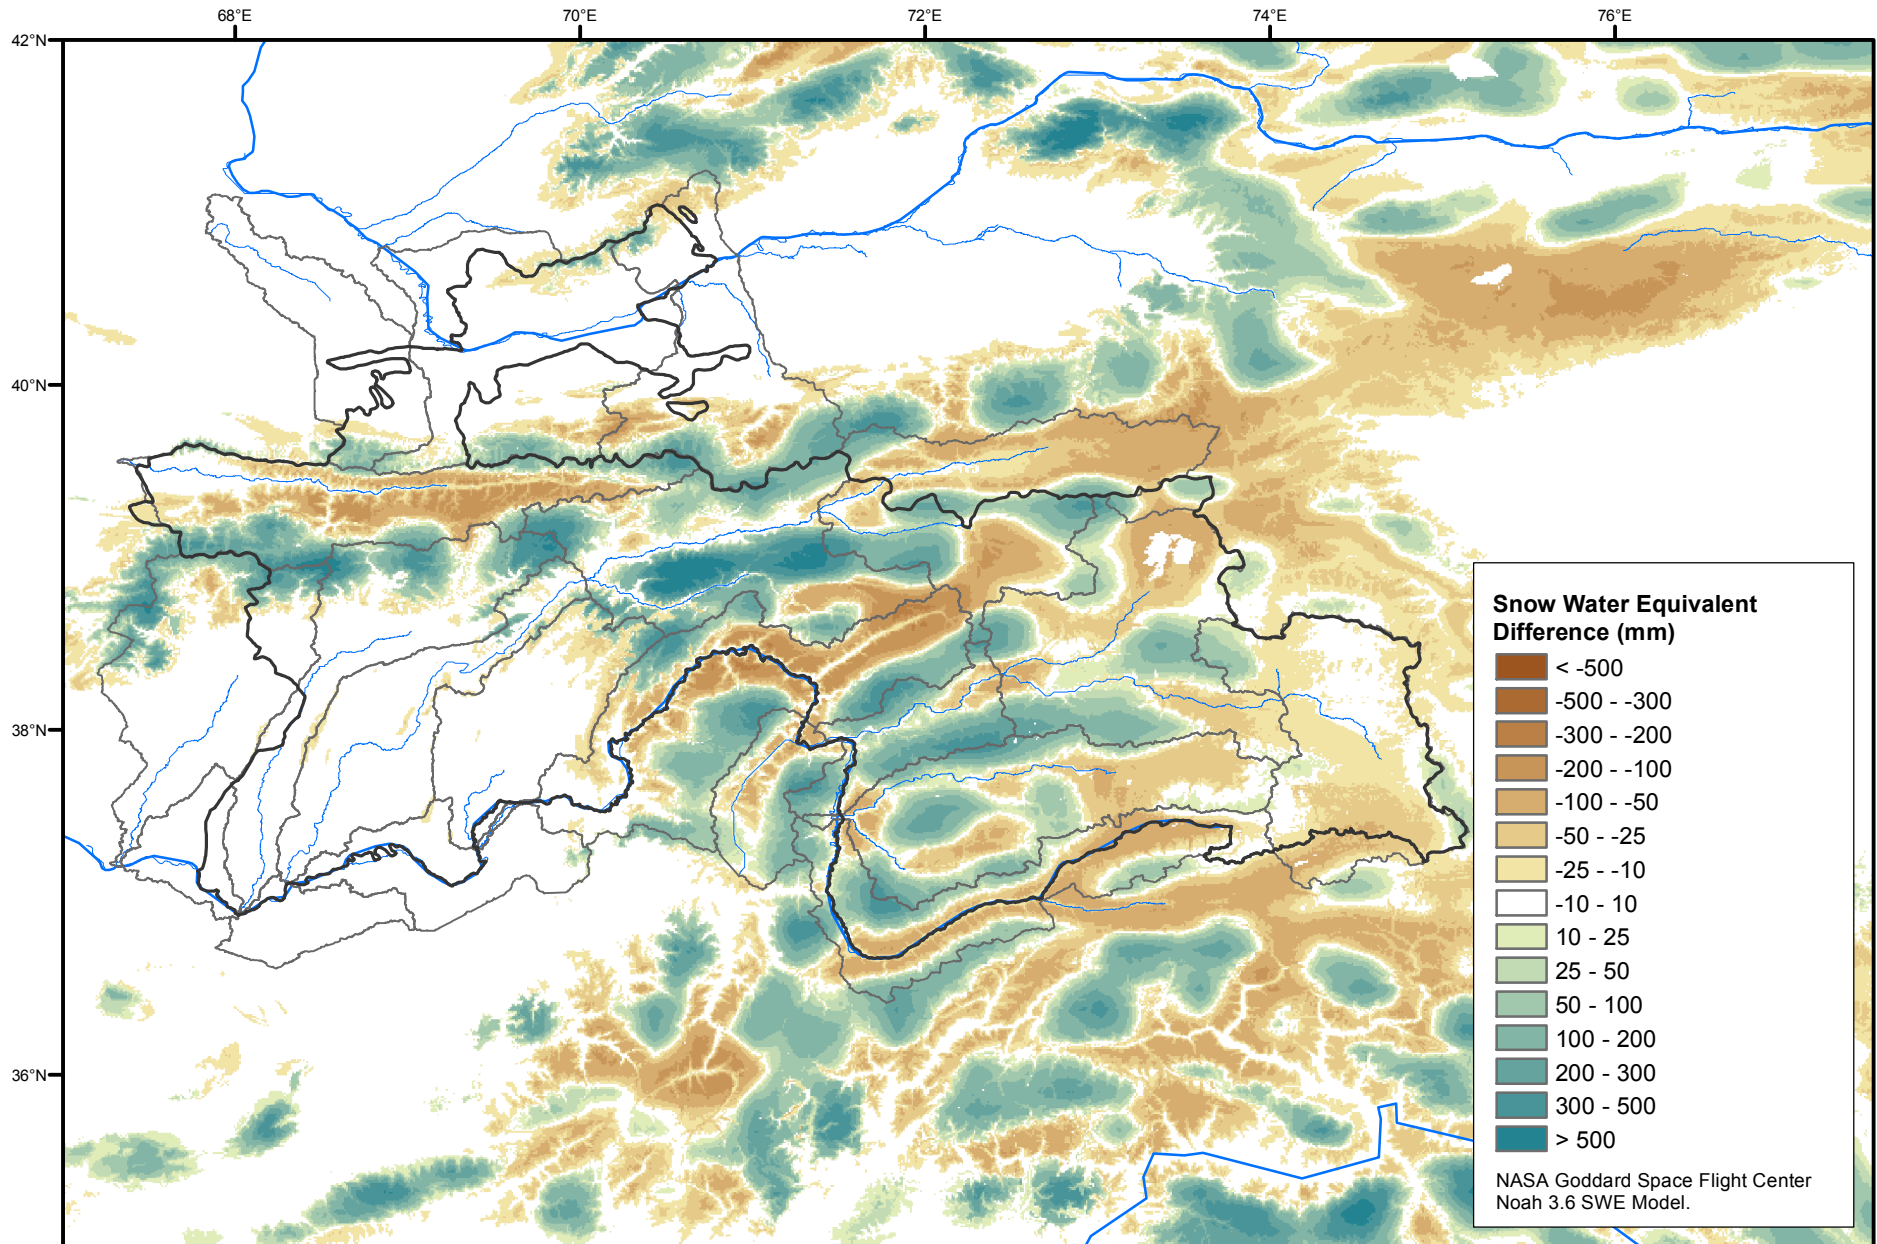 68°E 70°E 72°E 74°E 76°E
42°N
40°N
38°N
36°N
Snow Water Equivalent
Difference (mm)
< -500
-500 - -300
-300 - -200
-200 - -100
-100 - -50
-50 - -25
-25 - -10
-10 - 10
10 - 25
25 - 50
50 - 100
100 - 200
200 - 300
300 - 500
> 500
NASA Goddard Space Flight Center
Noah 3.6 SWE Model.